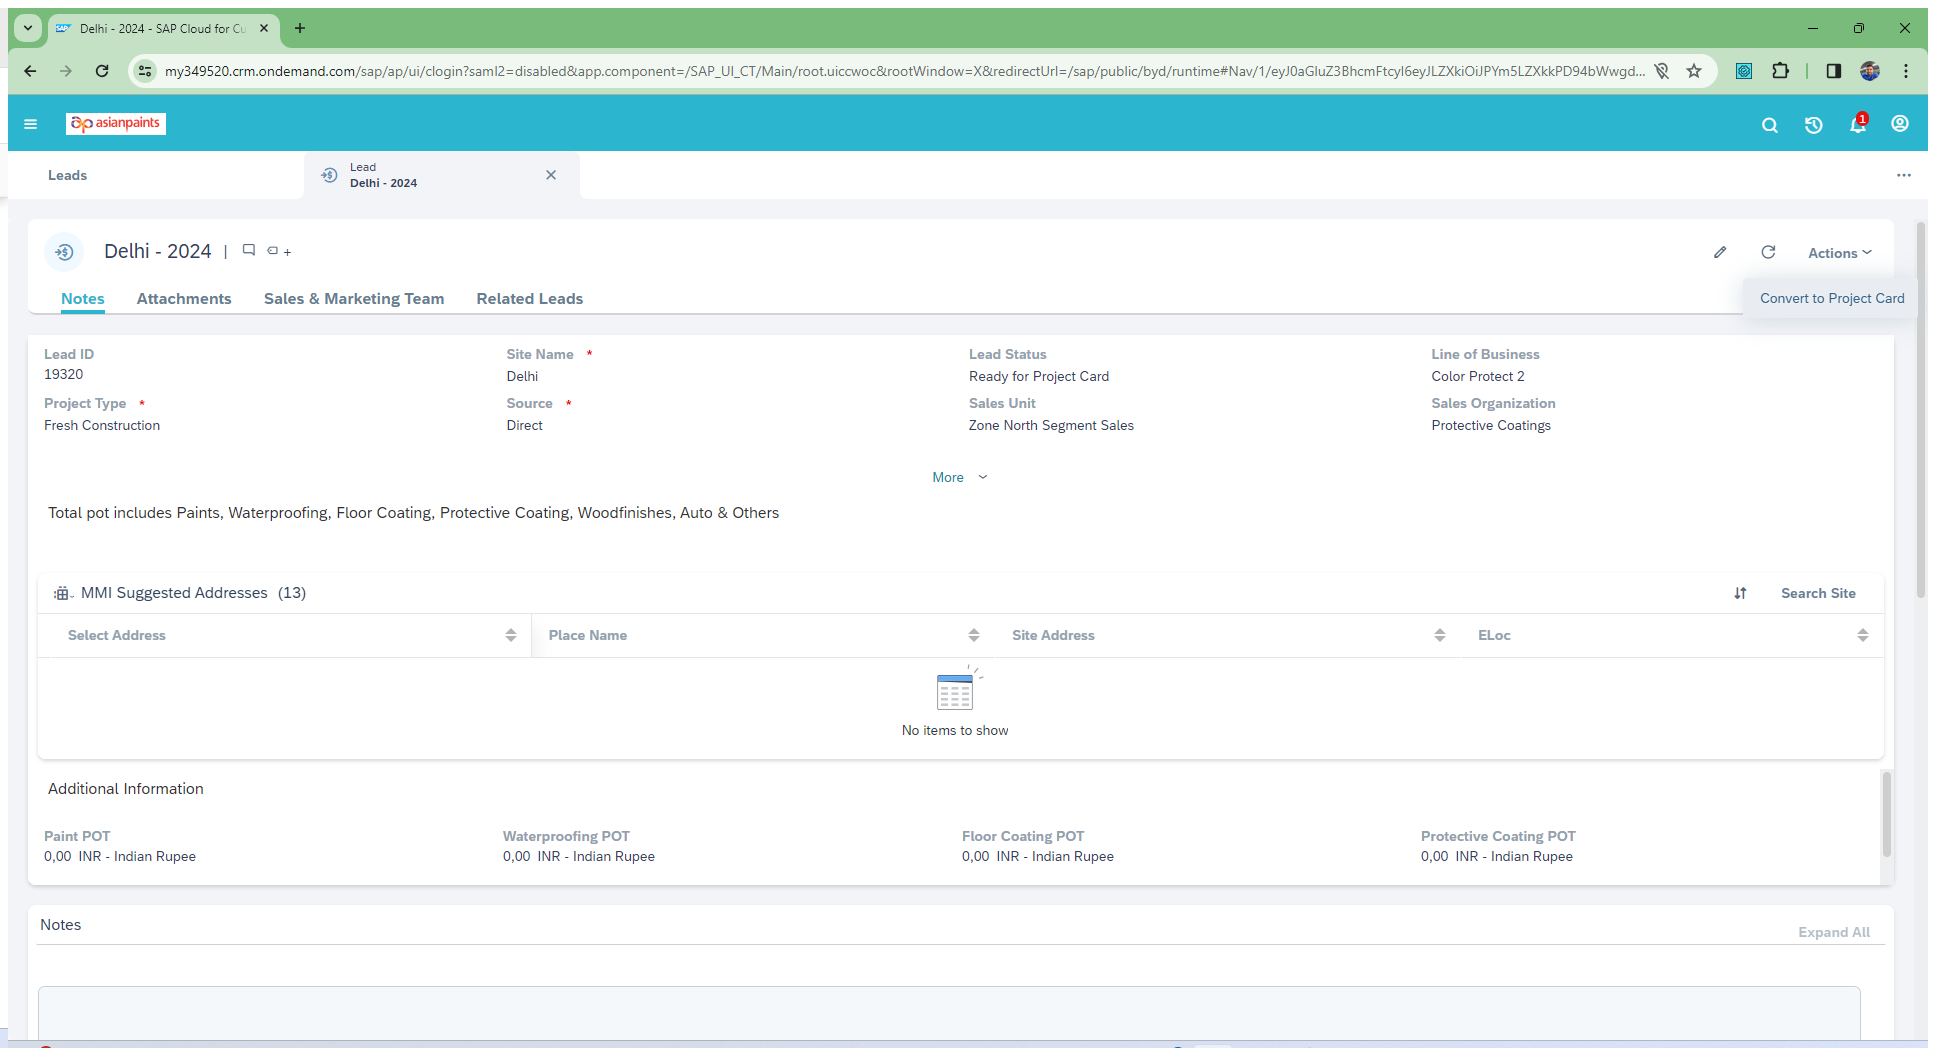 Delhi - 2024 - SAP Cloud for Cu
my349520.crm.ondemand.com/sap/ap/ui/clogin?saml2=disabled&app.component=/SAP_UI_CT/Main/root.uiccwoc&rootWindow=X&redirectUrl=/sap/public/byd/runtime#Nav/1/eyJ0aGluZ3BhcmFtcyI6eyJLZXkiOiJPYm5LZXkkPD94bWwgd...
asianpaints
1
Leads
Lead
Delhi - 2024
Delhi - 2024 |
Actions
Notes Attachments Sales & Marketing Team Related Leads
Convert to Project Card
Lead ID Site Name * Lead Status Line of Business
19320 Delhi Ready for Project Card Color Protect 2
Project Type * Source * Sales Unit Sales Organization
Fresh Construction Direct Zone North Segment Sales Protective Coatings
More
Total pot includes Paints, Waterproofing, Floor Coating, Protective Coating, Woodfinishes, Auto & Others
MMI Suggested Addresses (13) Search Site
Select Address Place Name Site Address ELoc
No items to show
Additional Information
Paint POT Waterproofing POT Floor Coating POT Protective Coating POT
0,00 INR - Indian Rupee 0,00 INR - Indian Rupee 0,00 INR - Indian Rupee 0,00 INR - Indian Rupee
Notes
Expand All